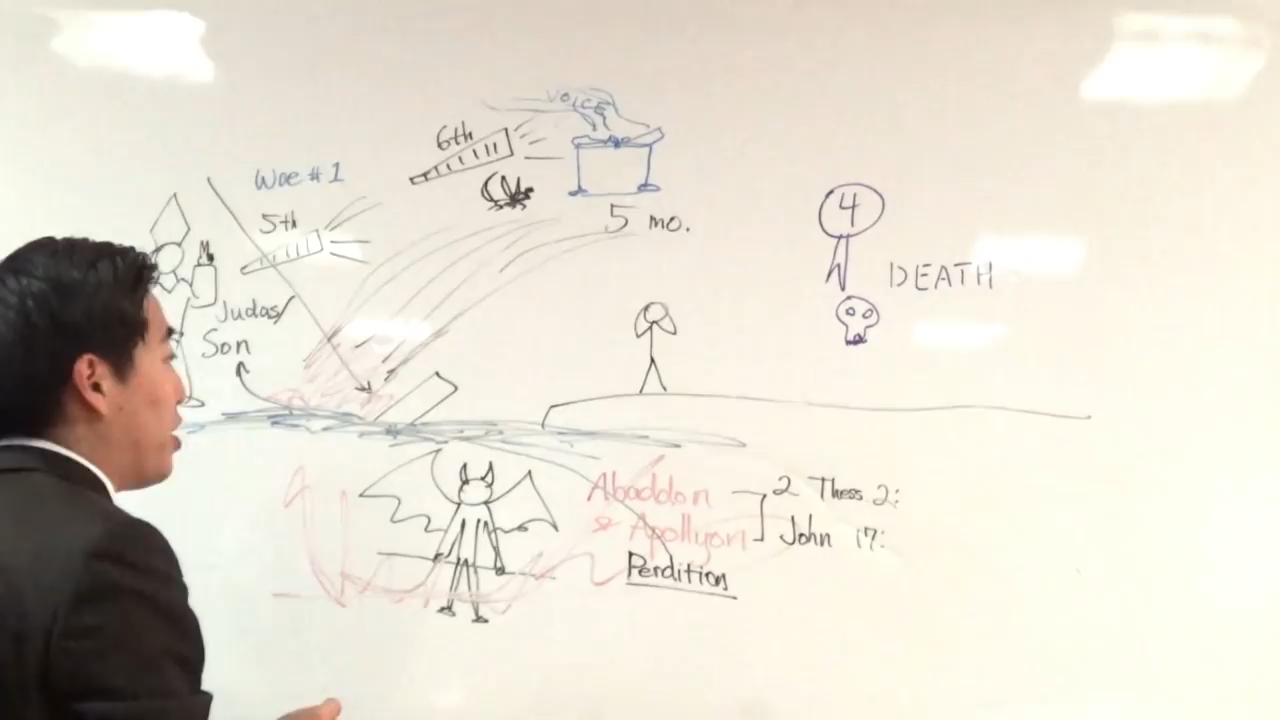 VOICE
6th
Woe #1
5th
5 mo.
4
DEATH
Judas/
Son
Abaddon
& Apollyon
2 Thess 2:
John 17:
Perdition